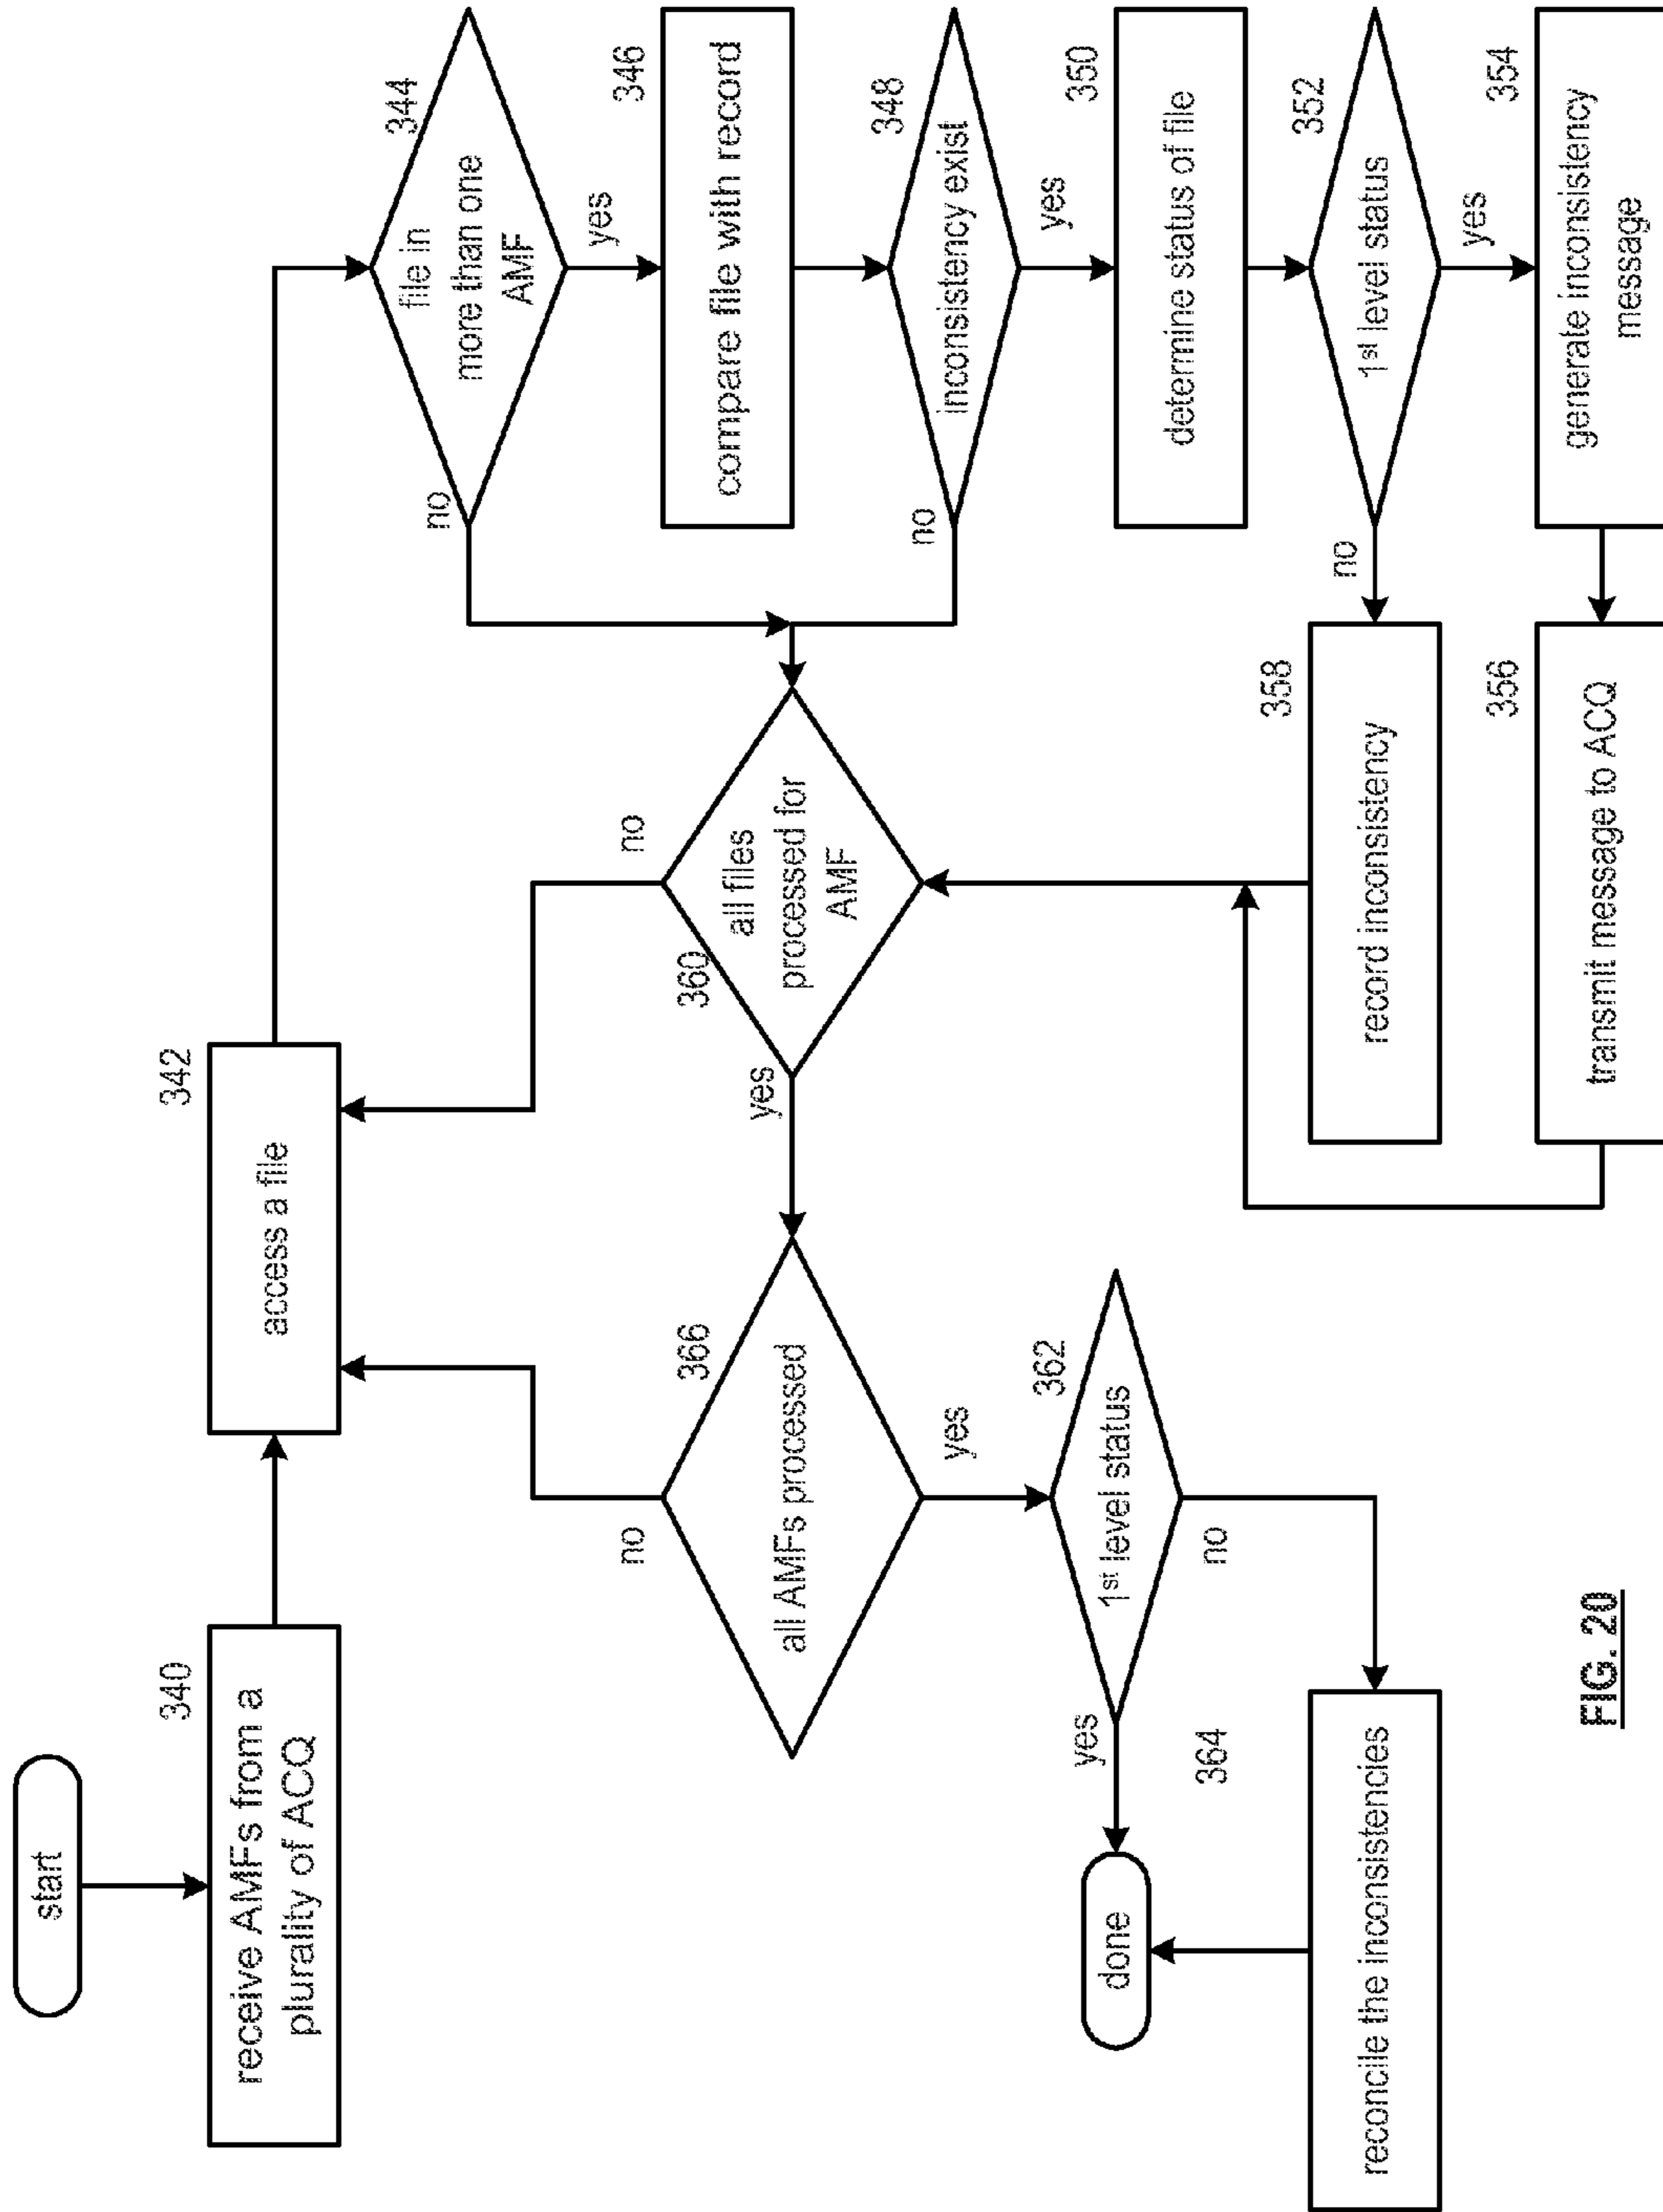 start
340
receive AMFs from a
plurality of ACQ
342
access a file
344
file in
more than one
AMF
no
yes
346
compare file with record
348
inconsistency exist
no
yes
350
determine status of file
352
1st level status
no
yes
354
generate inconsistency
message
356
transmit message to ACQ
358
record inconsistency
360
all files
processed for
AMF
no
yes
366
all AMFs processed
no
yes
362
1st level status
yes
no
364
reconcile the inconsistencies
done
FIG. 20